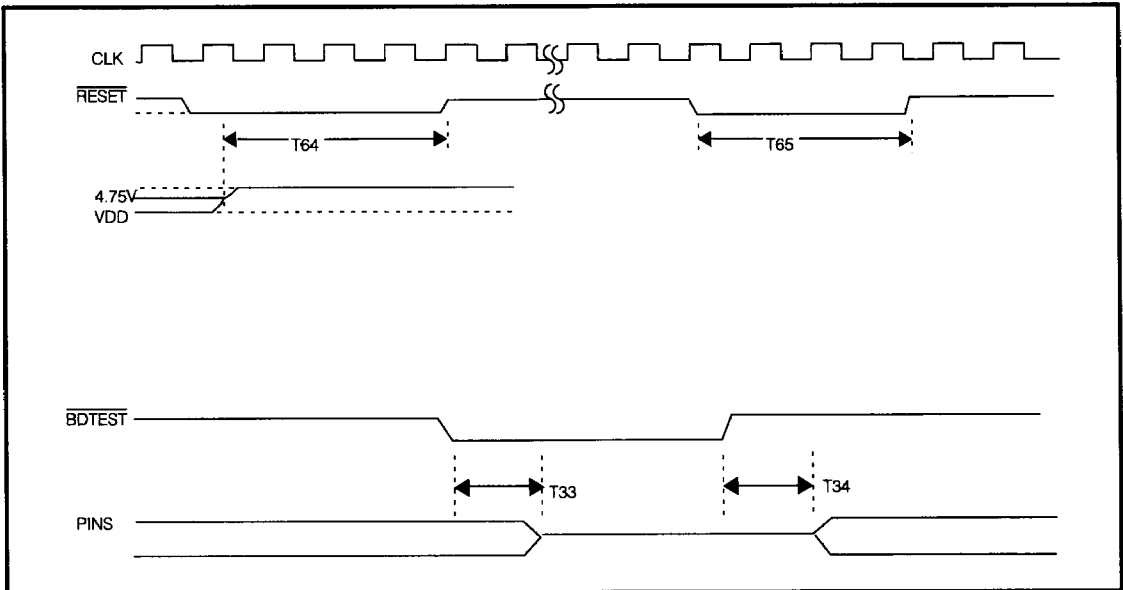 CLK
RESET
T64
T65
4.75V
VDD
BDTEST
T33
T34
PINS